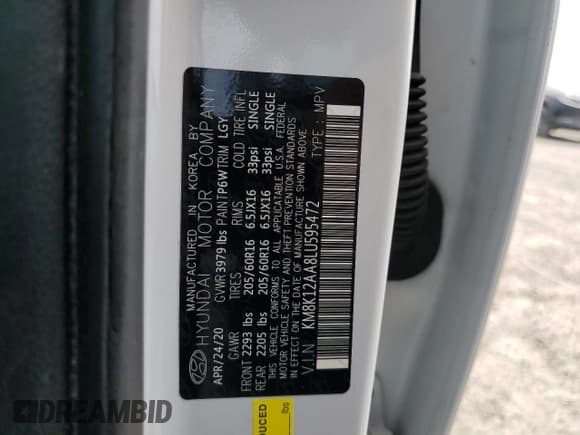 MANUFACTURED IN KOREA BY
HYUNDAI MOTOR COMPANY
APR/24/20 GVWR 3979 lbs PAINT P6W TRIM LGY
GAWR TIRES RIMS COLD TIRE INFL
FRONT 2293 lbs 205/60R16 6.5JX16 33psi SINGLE
REAR 2205 lbs 205/60R16 6.5JX16 33psi SINGLE
THIS VEHICLE CONFORMS TO ALL APPLICATABLE U.S.A. FEDERAL
MOTOR VEHICLE SAFETY AND THEFT PREVENTION STANDARDS
IN EFFECT ON THE DATE OF MANUFACTURE SHOWN ABOVE
V.I.N KM8K12AA8LU595472 TYPE: MPV
DUCED
lbs
DREAMBID